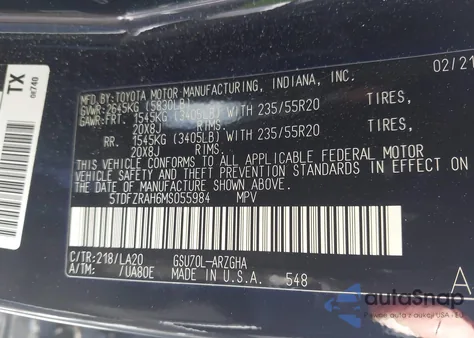 TX
MFD.BY:TOYOTA MOTOR MANUFACTURING, INDIANA, INC. 02/21
GVWR:2645KG (5830LB)
GAWR:FRT. 1545KG (3405LB) WITH 235/55R20 TIRES,
20X8J RIMS.
RR. 1545KG (3405LB) WITH 235/55R20 TIRES,
20X8J RIMS.
THIS VEHICLE CONFORMS TO ALL APPLICABLE FEDERAL MOTOR
VEHICLE SAFETY AND THEFT PREVENTION STANDARDS IN EFFECT ON
THE DATE OF MANUFACTURE SHOWN ABOVE.
5TDFZRAH6MS055984 MPV
C/TR:218/LA20 GSU70L-ARZGHA
A/TM: /UA80E MADE IN U.S.A. 548 A
autoSnap